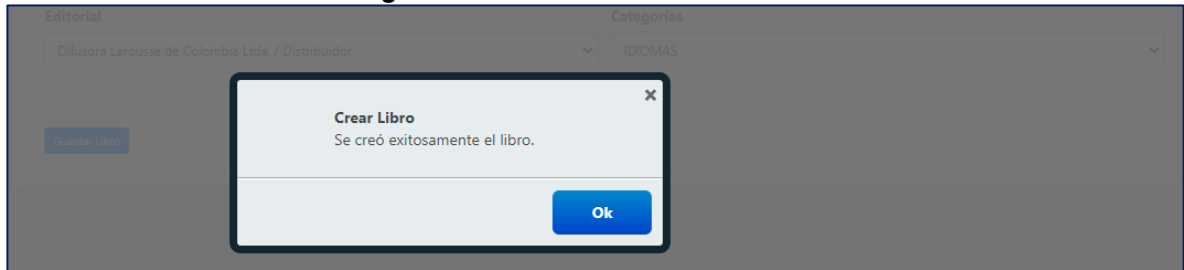 Editorial
Categorías
Difusora Larousse de Colombia Ltda. / Distribuidor
IDIOMAS
Crear Libro
Se creó exitosamente el libro.
Guardar Libro
Ok